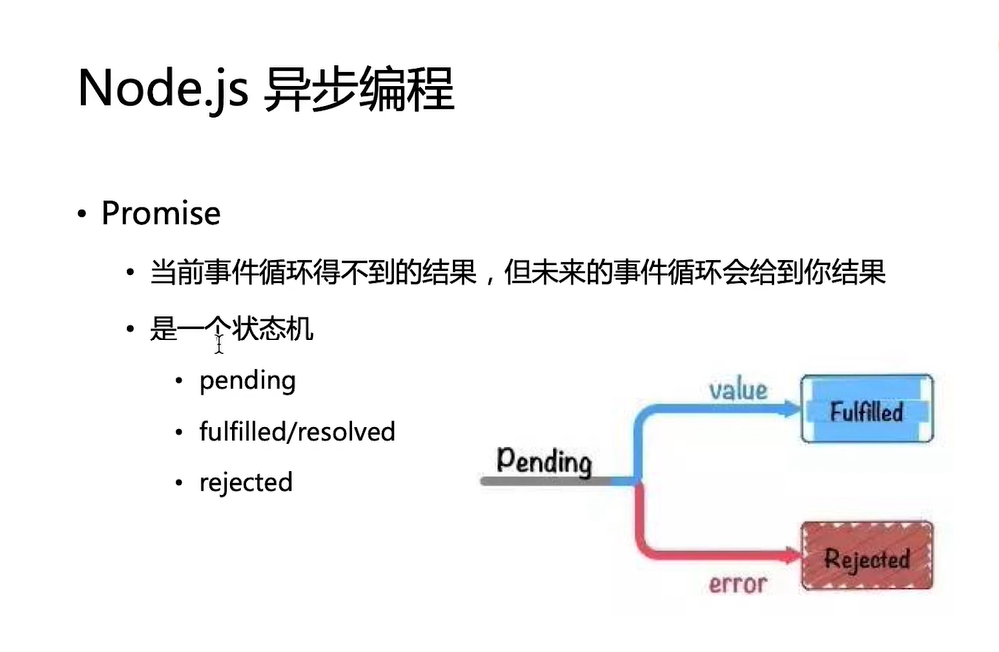 Node.js 异步编程
• Promise
• 当前事件循环得不到的结果，但未来的事件循环会给到你结果
• 是一个状态机
• pending
• fulfilled/resolved
• rejected
value
Fulfilled
Pending
Rejected
error